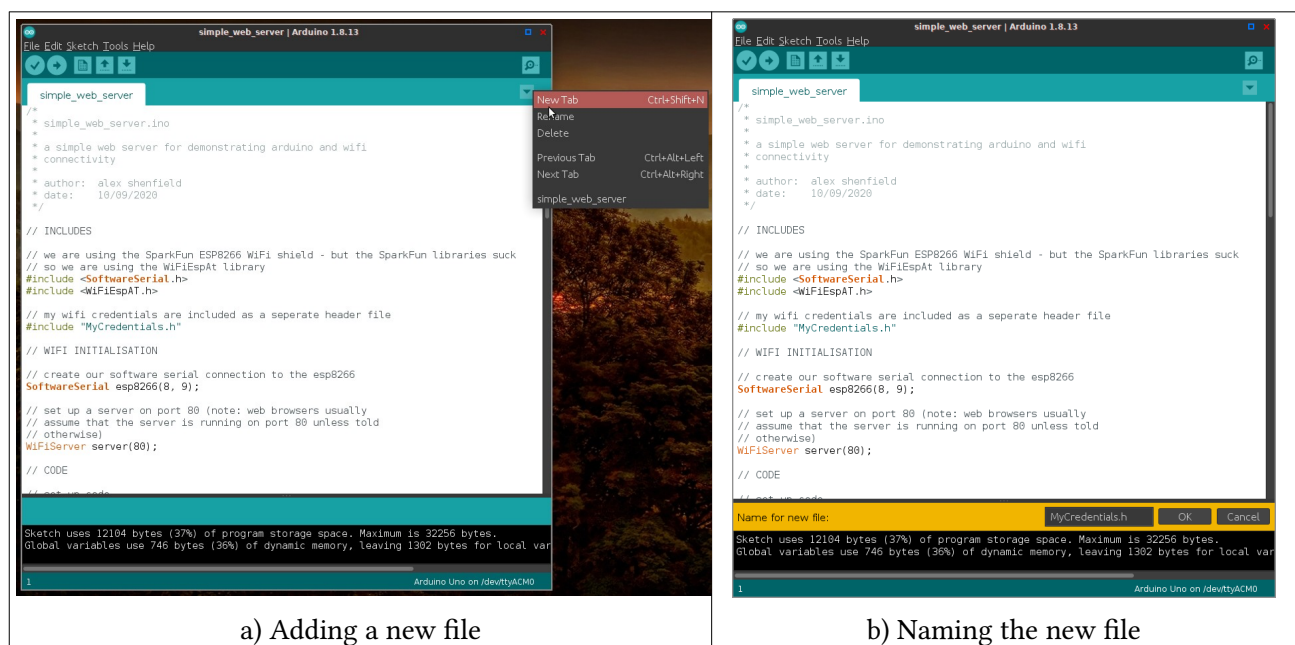 simple_web_server | Arduino 1.8.13
File Edit Sketch Tools Help
simple_web_server
/*
* simple_web_server.ino
*
* a simple web server for demonstrating arduino and wifi
* connectivity
*
* author: alex shenfield
* date: 10/09/2020
*/
// INCLUDES
// we are using the SparkFun ESP8266 WiFi shield - but the SparkFun libraries suck
// so we are using the WiFiEspAt library
#include <SoftwareSerial.h>
#include <WiFiEspAT.h>
// my wifi credentials are included as a seperate header file
#include "MyCredentials.h"
// WIFI INITIALISATION
// create our software serial connection to the esp8266
SoftwareSerial esp8266(8, 9);
// set up a server on port 80 (note: web browsers usually
// assume that the server is running on port 80 unless told
// otherwise)
WiFiServer server(80);
// CODE
// set up code
Sketch uses 12104 bytes (37%) of program storage space. Maximum is 32256 bytes.
Global variables use 746 bytes (36%) of dynamic memory, leaving 1302 bytes for local var
1
Arduino Uno on /dev/ttyACM0
New Tab Ctrl+Shift+N
Rename
Delete
Previous Tab Ctrl+Alt+Left
Next Tab Ctrl+Alt+Right
simple_web_server
a) Adding a new file
simple_web_server | Arduino 1.8.13
File Edit Sketch Tools Help
simple_web_server
/*
* simple_web_server.ino
*
* a simple web server for demonstrating arduino and wifi
* connectivity
*
* author: alex shenfield
* date: 10/09/2020
*/
// INCLUDES
// we are using the SparkFun ESP8266 WiFi shield - but the SparkFun libraries suck
// so we are using the WiFiEspAt library
#include <SoftwareSerial.h>
#include <WiFiEspAT.h>
// my wifi credentials are included as a seperate header file
#include "MyCredentials.h"
// WIFI INITIALISATION
// create our software serial connection to the esp8266
SoftwareSerial esp8266(8, 9);
// set up a server on port 80 (note: web browsers usually
// assume that the server is running on port 80 unless told
// otherwise)
WiFiServer server(80);
// CODE
// set up code
Name for new file: MyCredentials.h OK Cancel
Sketch uses 12104 bytes (37%) of program storage space. Maximum is 32256 bytes.
Global variables use 746 bytes (36%) of dynamic memory, leaving 1302 bytes for local var
1
Arduino Uno on /dev/ttyACM0
b) Naming the new file